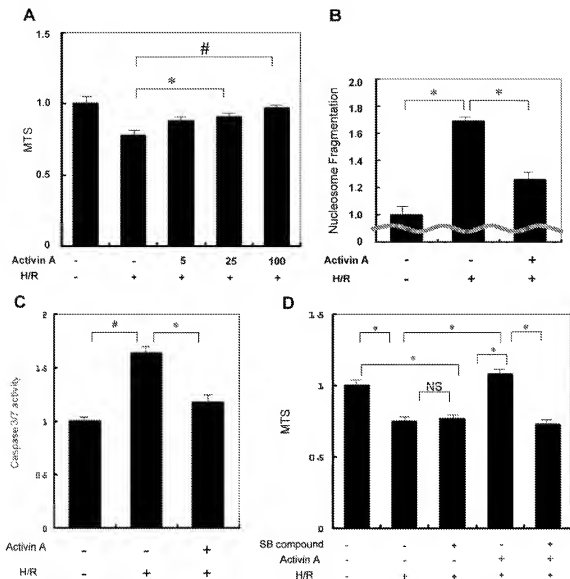 A
1.5
#
*
1.0
MTS
0.5
0
Activin A - - 5 25 100
H/R - + + + +
B
2.0
1.8
* *
1.6
Nucleosome Fragmentation
1.4
1.2
1.0
0
Activin A - - +
H/R - + +
C
2
# *
1.5
Caspase 3/7 activity
1
0.5
0
Activin A - - +
H/R - + +
D
1.5
* * *
* *
NS
1
MTS
0.5
0
SB compound - - + - +
Activin A - - - + +
H/R - + + + +